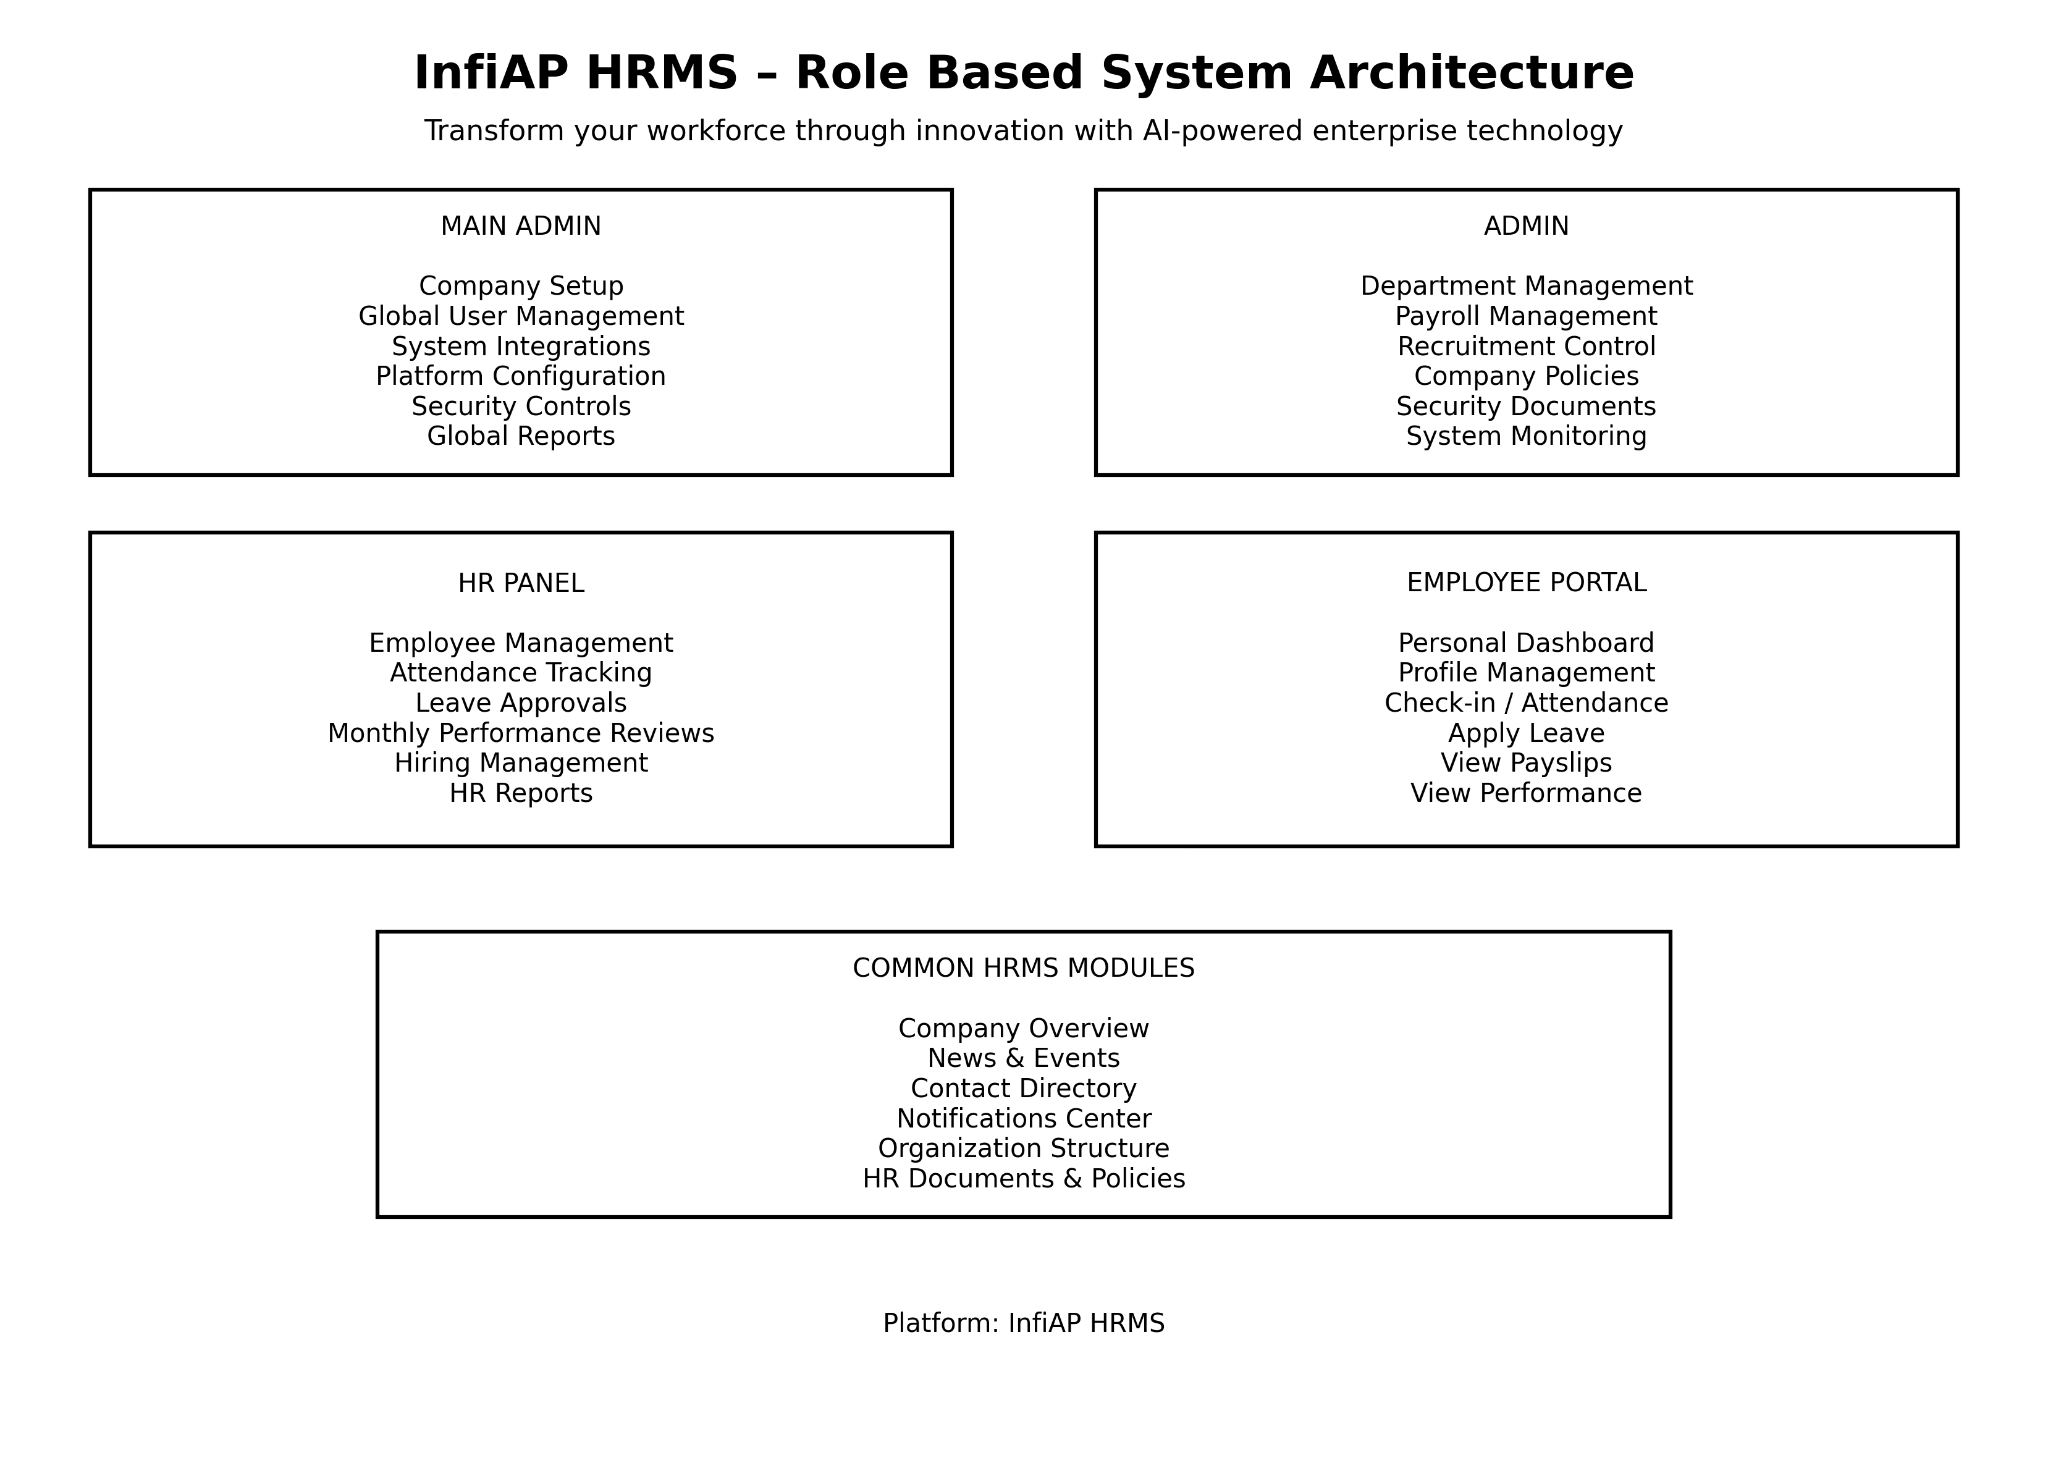 InfiAP HRMS – Role Based System Architecture
Transform your workforce through innovation with AI-powered enterprise technology
MAIN ADMIN
Company Setup
Global User Management
System Integrations
Platform Configuration
Security Controls
Global Reports
ADMIN
Department Management
Payroll Management
Recruitment Control
Company Policies
Security Documents
System Monitoring
HR PANEL
Employee Management
Attendance Tracking
Leave Approvals
Monthly Performance Reviews
Hiring Management
HR Reports
EMPLOYEE PORTAL
Personal Dashboard
Profile Management
Check-in / Attendance
Apply Leave
View Payslips
View Performance
COMMON HRMS MODULES
Company Overview
News & Events
Contact Directory
Notifications Center
Organization Structure
HR Documents & Policies
Platform: InfiAP HRMS